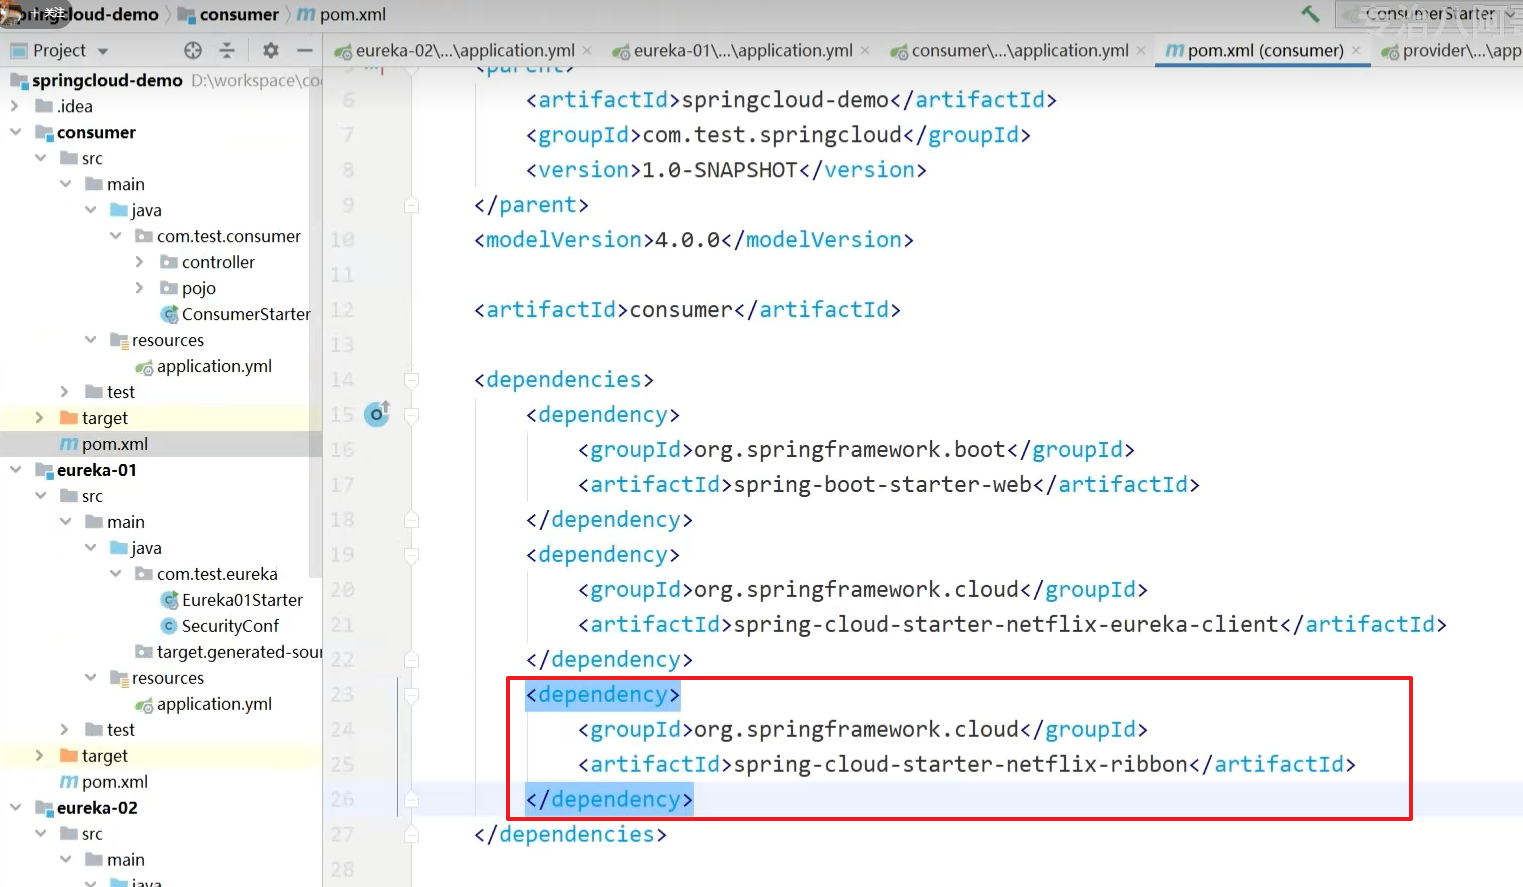 springcloud-demo consumer pom.xml
关注
ConsumerStarter
Project
eureka-02\...\application.yml
eureka-01\...\application.yml
consumer\...\application.yml
pom.xml (consumer)
provider\...\app
springcloud-demo D:\workspace\co
.idea
consumer
src
main
java
com.test.consumer
controller
pojo
ConsumerStarter
resources
application.yml
test
target
pom.xml
eureka-01
src
main
java
com.test.eureka
Eureka01Starter
SecurityConf
target.generated-sour
resources
application.yml
test
target
pom.xml
eureka-02
src
main
java
<parent>
6 <artifactId>springcloud-demo</artifactId>
7 <groupId>com.test.springcloud</groupId>
8 <version>1.0-SNAPSHOT</version>
9 </parent>
10 <modelVersion>4.0.0</modelVersion>
11
12 <artifactId>consumer</artifactId>
13
14 <dependencies>
15 <dependency>
16 <groupId>org.springframework.boot</groupId>
17 <artifactId>spring-boot-starter-web</artifactId>
18 </dependency>
19 <dependency>
20 <groupId>org.springframework.cloud</groupId>
21 <artifactId>spring-cloud-starter-netflix-eureka-client</artifactId>
22 </dependency>
23 <dependency>
24 <groupId>org.springframework.cloud</groupId>
25 <artifactId>spring-cloud-starter-netflix-ribbon</artifactId>
26 </dependency>
27 </dependencies>
28